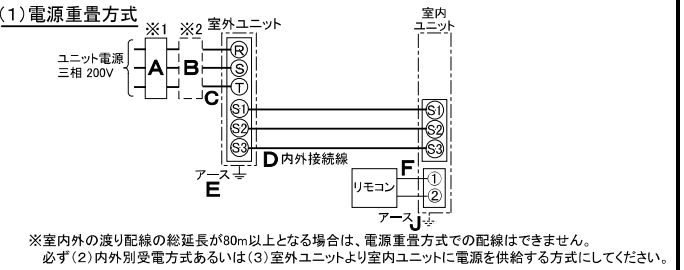 (1)電源重畳方式
※1 ※2 室外ユニット
室内
ユニット
ユニット電源
三相 200V
A
B
C
R
S
T
S1
S2
S3
S1
S2
S3
D 内外接続線
アース
E
F
リモコン
①
②
アース J
※室内外の渡り配線の総延長が80m以上となる場合は、電源重畳方式での配線はできません。
必ず(2)内外別受電方式あるいは(3)室外ユニットより室内ユニットに電源を供給する方式にしてください。